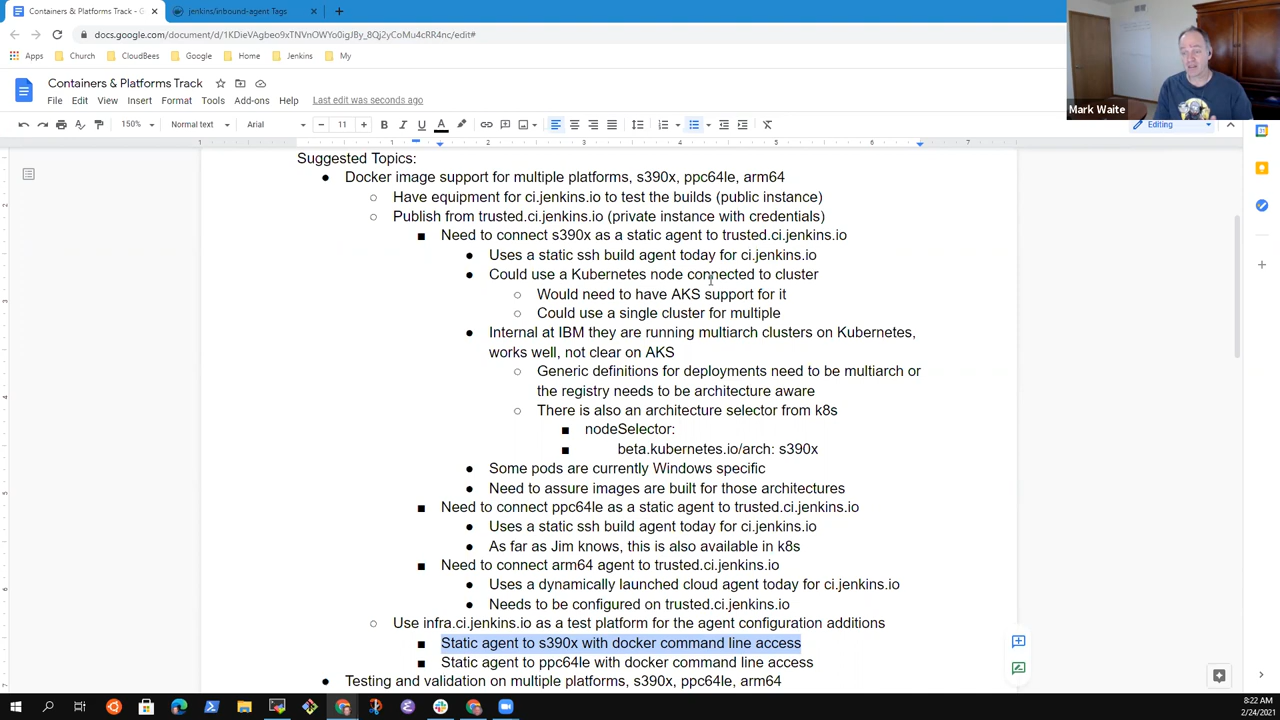 Containers & Platforms Track - G
jenkins/inbound-agent Tags
docs.google.com/document/d/1KDieVAgbeo9xTNVnOWYo0igJ8y_8Qj2yCoMu4cRR4nc/edit#
Apps
Church
CloudBees
Google
Home
Jenkins
My
Mark Waite
Containers & Platforms Track
File Edit View Insert Format Tools Add-ons Help Last edit was seconds ago
150% Normal text Arial 11
Editing
Suggested Topics:
Docker image support for multiple platforms, s390x, ppc64le, arm64
Have equipment for ci.jenkins.io to test the builds (public instance)
Publish from trusted.ci.jenkins.io (private instance with credentials)
Need to connect s390x as a static agent to trusted.ci.jenkins.io
Uses a static ssh build agent today for ci.jenkins.io
Could use a Kubernetes node connected to cluster
Would need to have AKS support for it
Could use a single cluster for multiple
Internal at IBM they are running multiarch clusters on Kubernetes,
works well, not clear on AKS
Generic definitions for deployments need to be multiarch or
the registry needs to be architecture aware
There is also an architecture selector from k8s
nodeSelector:
beta.kubernetes.io/arch: s390x
Some pods are currently Windows specific
Need to assure images are built for those architectures
Need to connect ppc64le as a static agent to trusted.ci.jenkins.io
Uses a static ssh build agent today for ci.jenkins.io
As far as Jim knows, this is also available in k8s
Need to connect arm64 agent to trusted.ci.jenkins.io
Uses a dynamically launched cloud agent today for ci.jenkins.io
Needs to be configured on trusted.ci.jenkins.io
Use infra.ci.jenkins.io as a test platform for the agent configuration additions
Static agent to s390x with docker command line access
Static agent to ppc64le with docker command line access
Testing and validation on multiple platforms, s390x, ppc64le, arm64
8:22 AM
2/24/2021